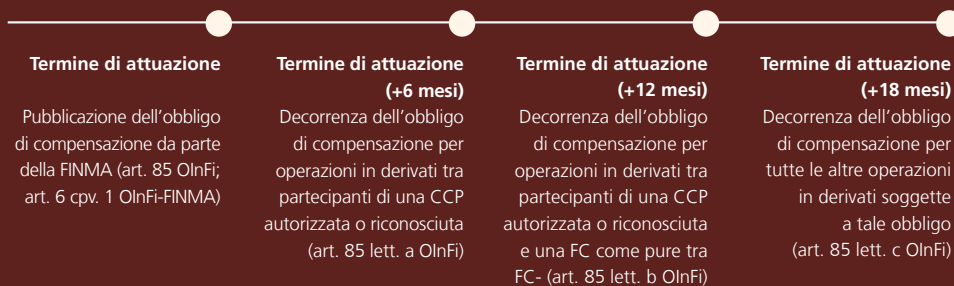 Termine di attuazione
Pubblicazione dell'obbligo
di compensazione da parte
della FINMA (art. 85 OInFi;
art. 6 cpv. 1 OInFi-FINMA)
Termine di attuazione
(+6 mesi)
Decorrenza dell'obbligo
di compensazione per
operazioni in derivati tra
partecipanti di una CCP
autorizzata o riconosciuta
(art. 85 lett. a OInFi)
Termine di attuazione
(+12 mesi)
Decorrenza dell'obbligo
di compensazione per
operazioni in derivati tra
partecipanti di una CCP
autorizzata o riconosciuta
e una FC come pure tra
FC- (art. 85 lett. b OInFi)
Termine di attuazione
(+18 mesi)
Decorrenza dell'obbligo
di compensazione per
tutte le altre operazioni
in derivati soggette
a tale obbligo
(art. 85 lett. c OInFi)